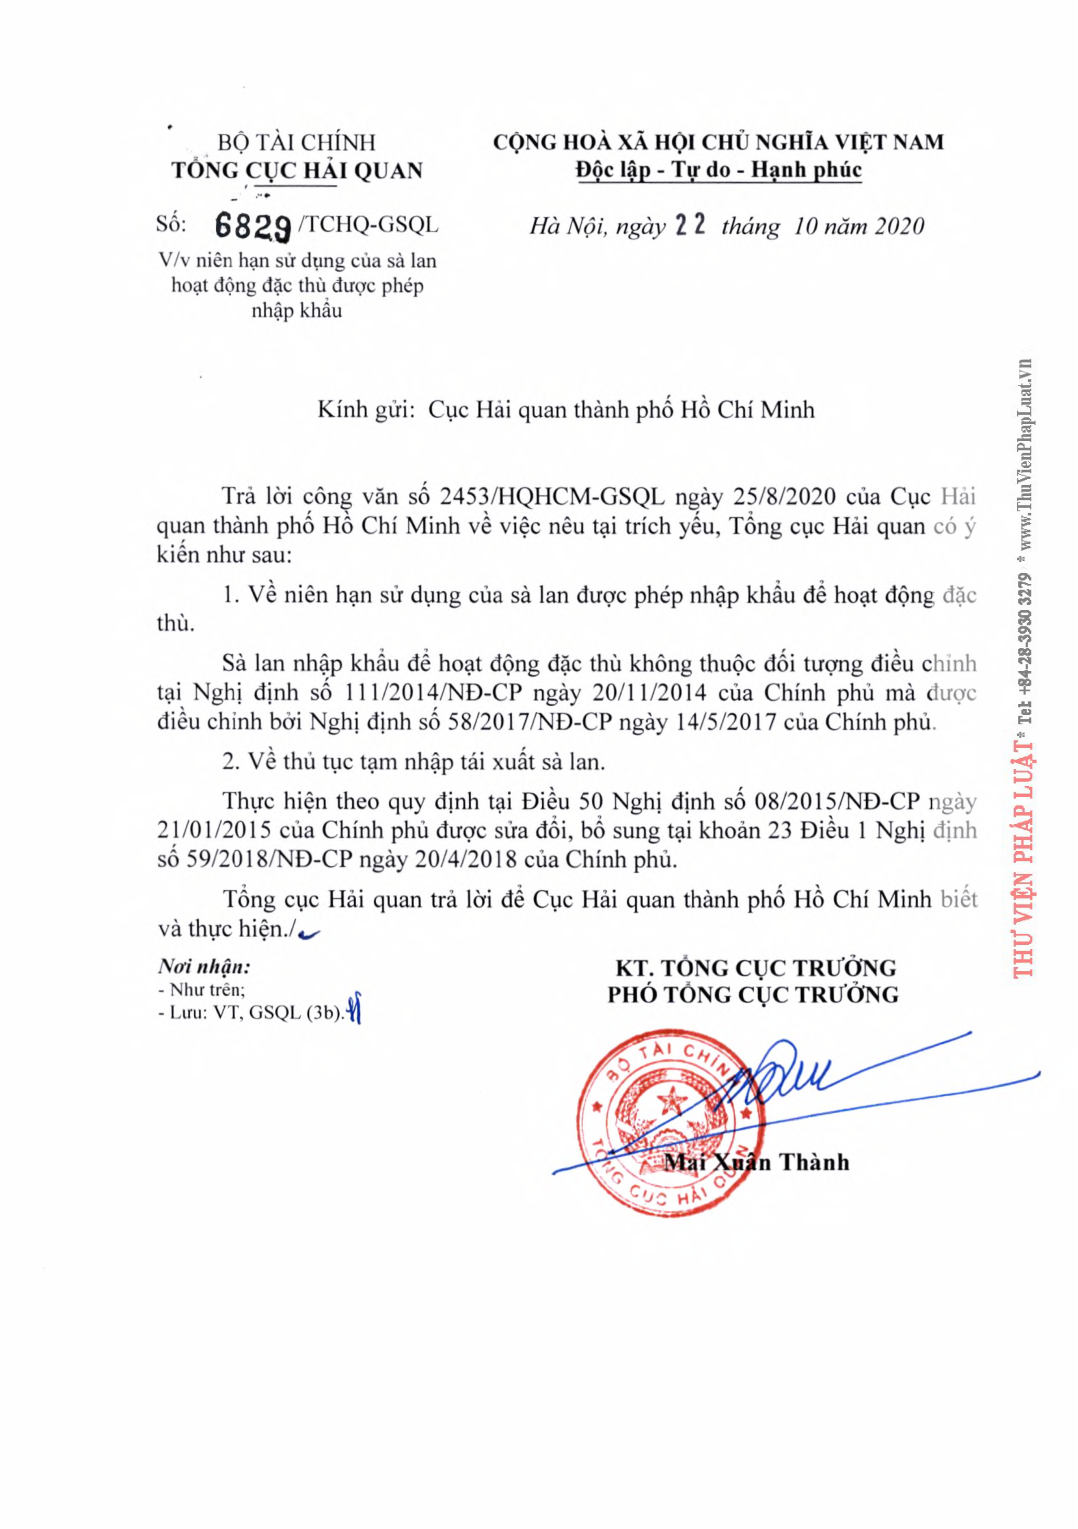 BỘ TÀI CHÍNH
TỔNG CỤC HẢI QUAN
CỘNG HOÀ XÃ HỘI CHỦ NGHĨA VIỆT NAM
Độc lập - Tự do - Hạnh phúc
Số: 6829/TCHQ-GSQL
Hà Nội, ngày 22 tháng 10 năm 2020
V/v niên hạn sử dụng của sà lan
hoạt động đặc thù được phép
nhập khẩu
Kính gửi: Cục Hải quan thành phố Hồ Chí Minh
Trả lời công văn số 2453/HQHCM-GSQL ngày 25/8/2020 của Cục Hải
quan thành phố Hồ Chí Minh về việc nêu tại trích yếu, Tổng cục Hải quan có ý
kiến như sau:
1. Về niên hạn sử dụng của sà lan được phép nhập khẩu để hoạt động đặc
thù.
Sà lan nhập khẩu để hoạt động đặc thù không thuộc đối tượng điều chỉnh
tại Nghị định số 111/2014/NĐ-CP ngày 20/11/2014 của Chính phủ mà được
điều chỉnh bởi Nghị định số 58/2017/NĐ-CP ngày 14/5/2017 của Chính phủ.
2. Về thủ tục tạm nhập tái xuất sà lan.
Thực hiện theo quy định tại Điều 50 Nghị định số 08/2015/NĐ-CP ngày
21/01/2015 của Chính phủ được sửa đổi, bổ sung tại khoản 23 Điều 1 Nghị định
số 59/2018/NĐ-CP ngày 20/4/2018 của Chính phủ.
Tổng cục Hải quan trả lời để Cục Hải quan thành phố Hồ Chí Minh biết
và thực hiện./
Nơi nhận:
- Như trên;
- Lưu: VT, GSQL (3b).
KT. TỔNG CỤC TRƯỞNG
PHÓ TỔNG CỤC TRƯỞNG
BỘ TÀI CHÍNH
TỔNG CỤC HẢI QUAN
Mai Xuân Thành
THƯ VIỆN PHÁP LUẬT * Tel: +84-28-3930 3279 * www.ThuVienPhapLuat.vn